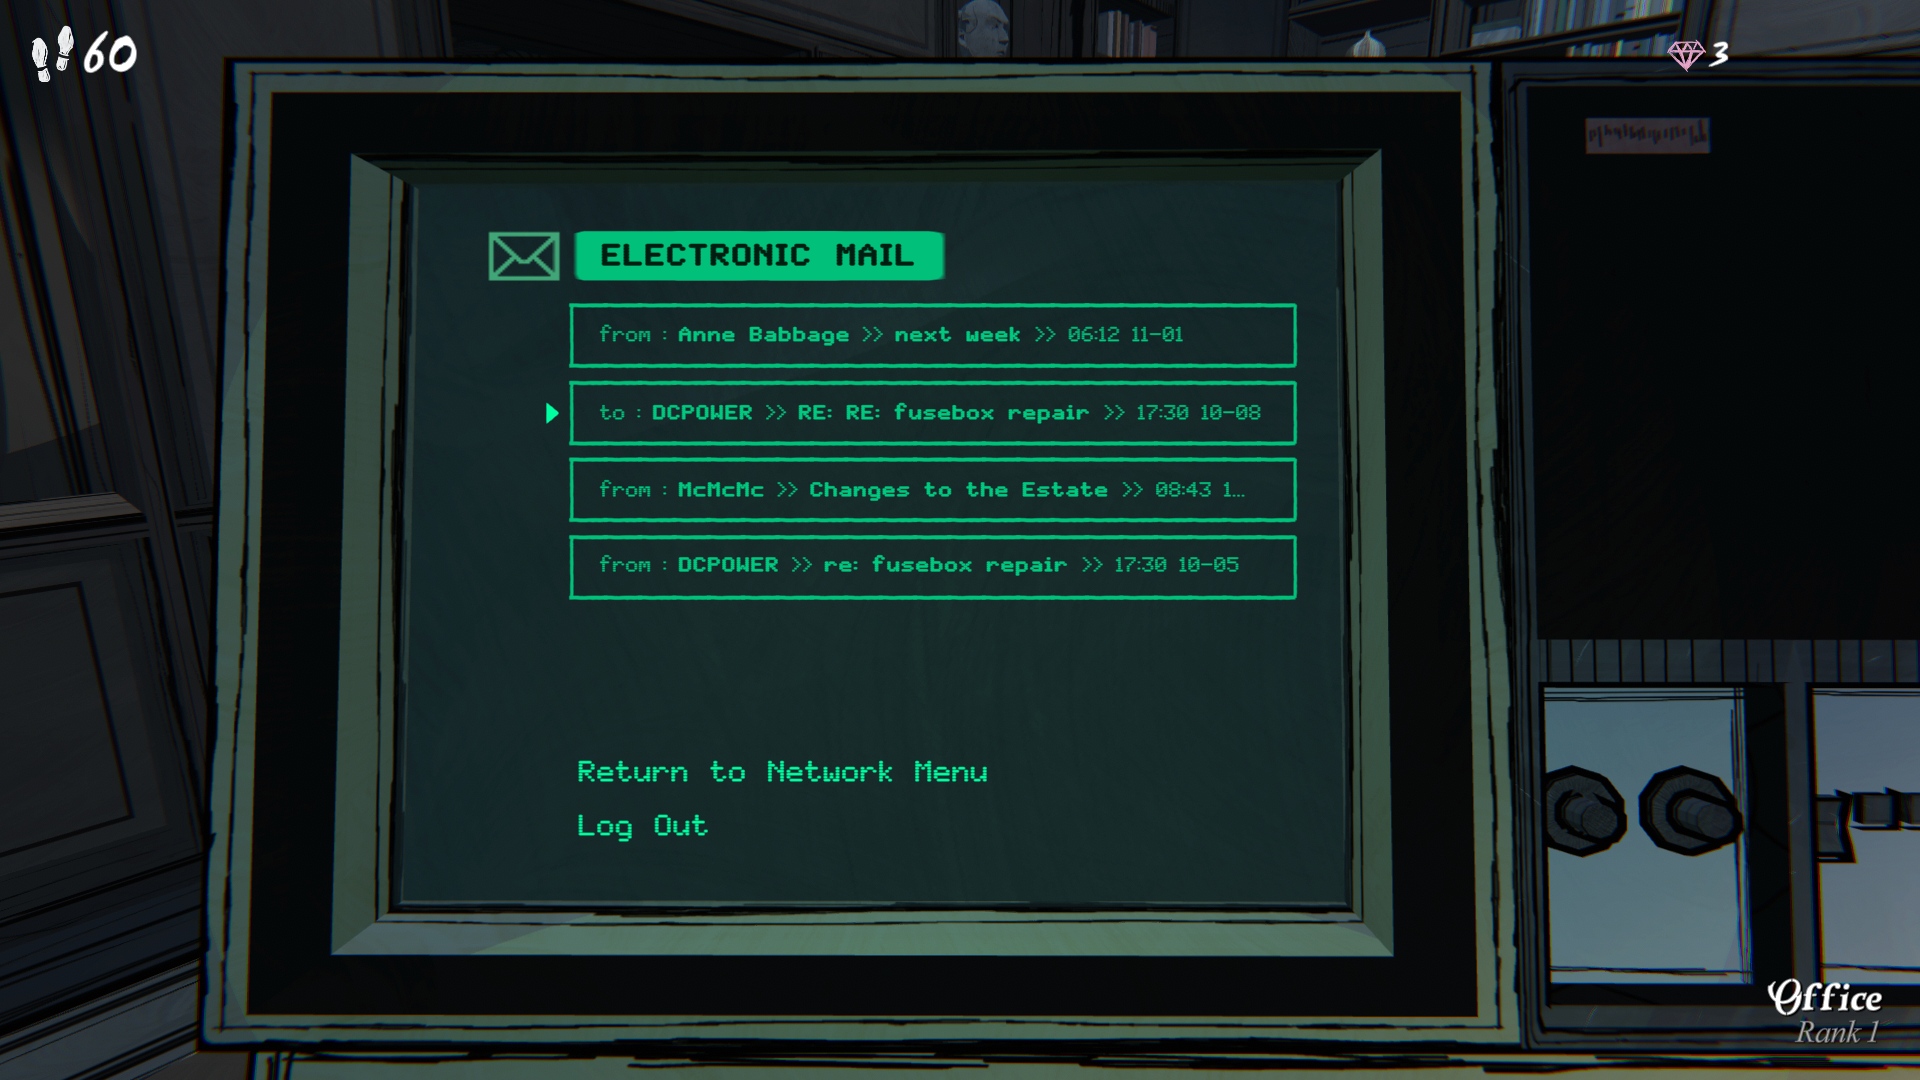 60
3
ELECTRONIC MAIL
from : Anne Babbage >> next week >> 06:12 11-01
to : DCPOWER >> RE: RE: fusebox repair >> 17:30 10-08
from : McMcMc >> Changes to the Estate >> 08:43 1...
from : DCPOWER >> re: fusebox repair >> 17:30 10-05
Return to Network Menu
Log Out
Office
Rank 1